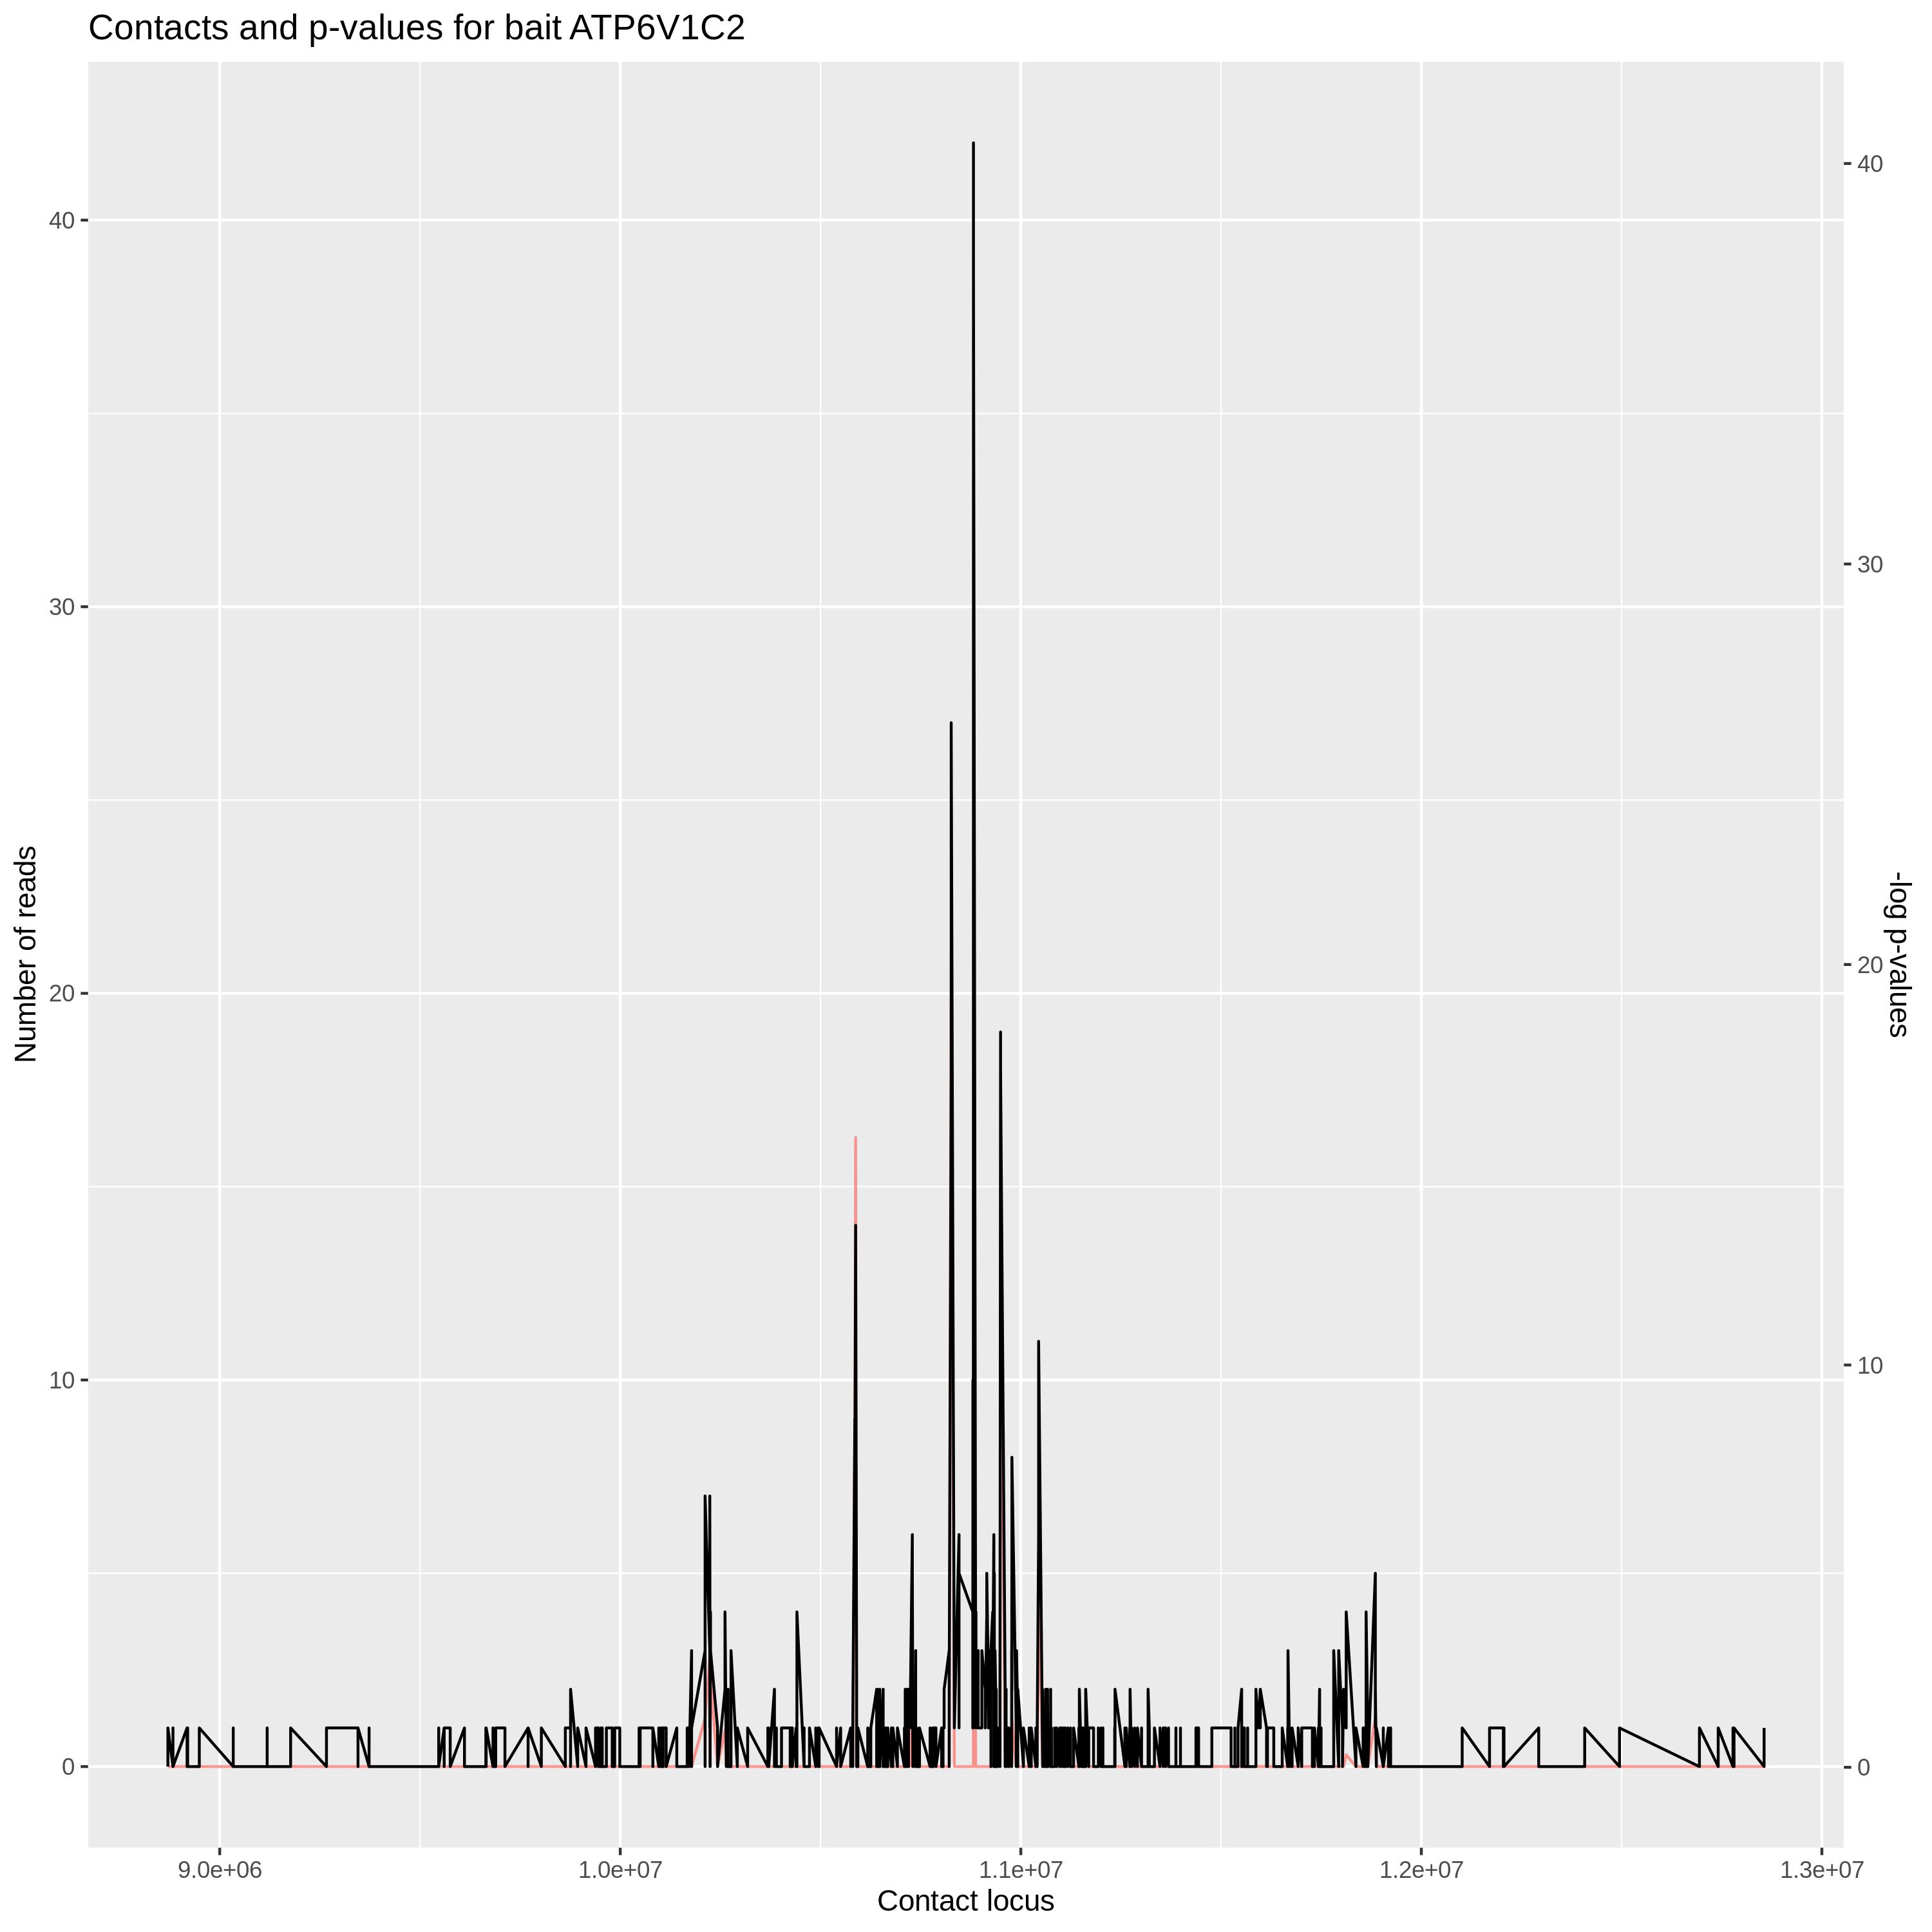 Contacts and p-values for bait ATP6V1C2
40
30
20
10
0
Number of reads
40
30
20
10
0
-log p-values
9.0e+06
1.0e+07
1.1e+07
1.2e+07
1.3e+07
Contact locus